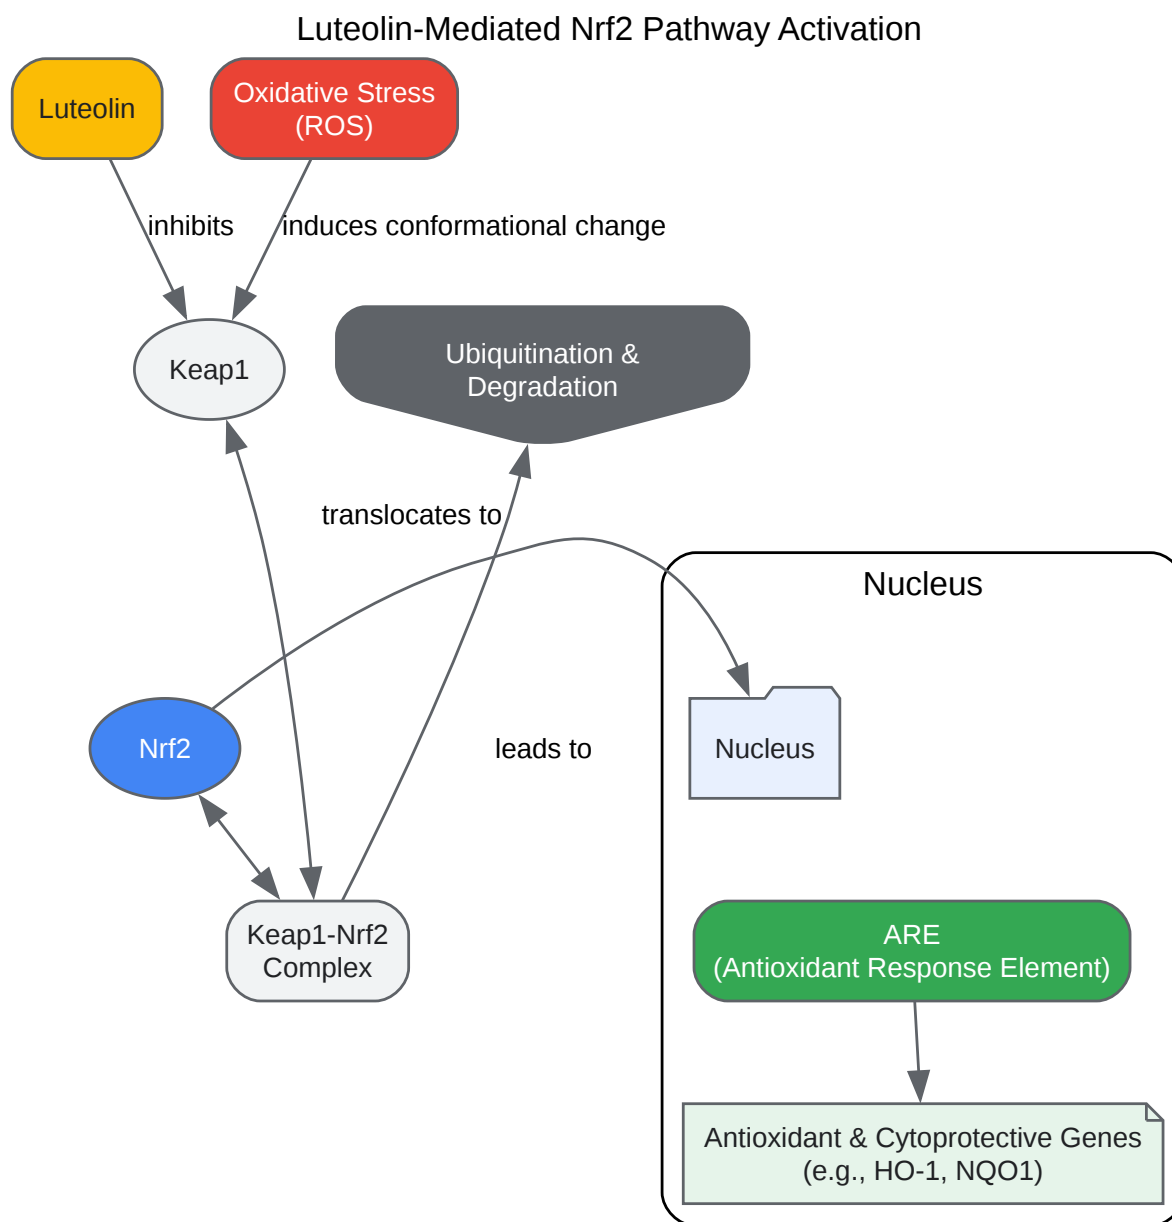 Luteolin-Mediated Nrf2 Pathway Activation
Luteolin
Oxidative Stress
(ROS)
inhibits
induces conformational change
Keap1
Ubiquitination &
Degradation
translocates to
Nucleus
Nrf2
leads to
Nucleus
Keap1-Nrf2
Complex
ARE
(Antioxidant Response Element)
Antioxidant & Cytoprotective Genes
(e.g., HO-1, NQO1)